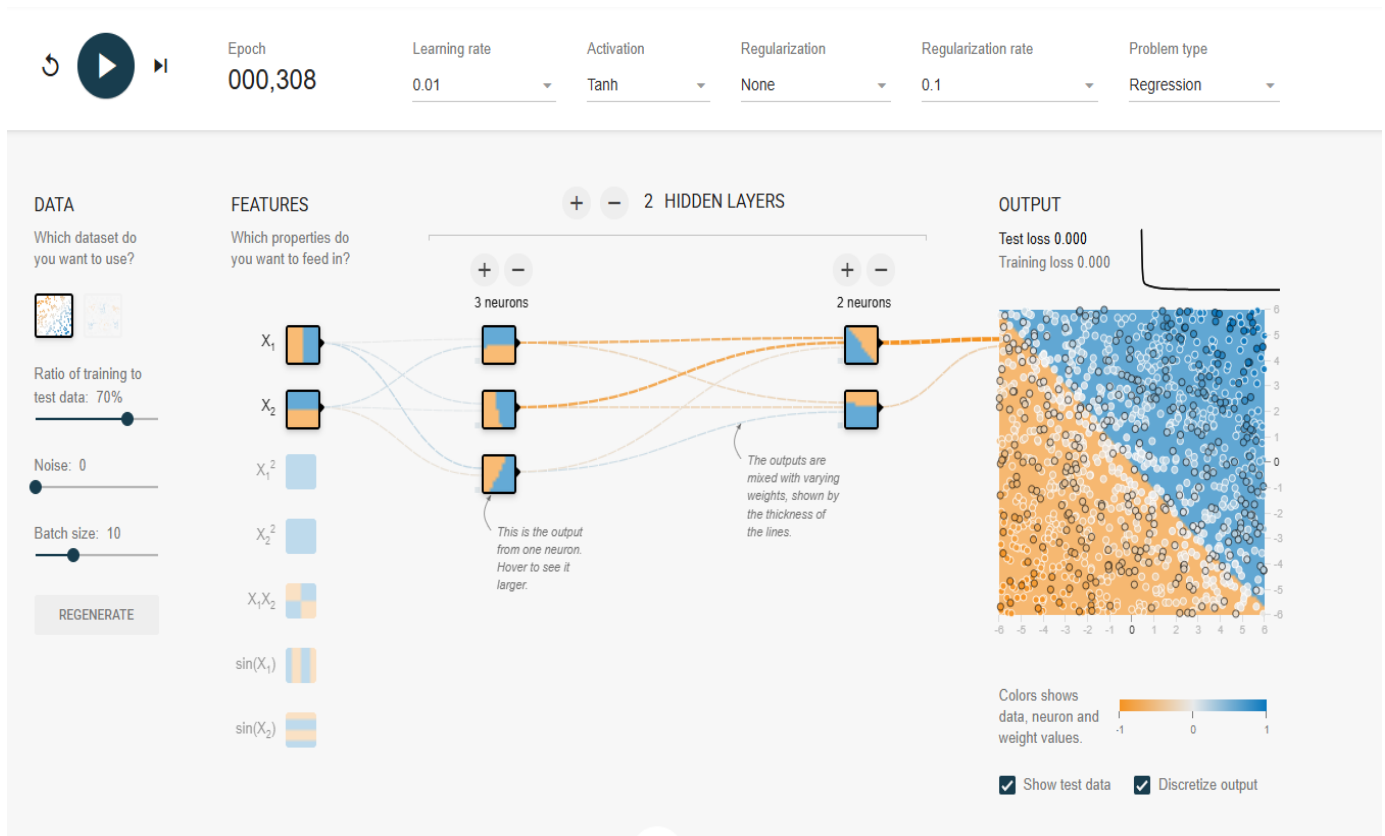 Epoch
000,308
Learning rate
0.01
Activation
Tanh
Regularization
None
Regularization rate
0.1
Problem type
Regression
DATA
Which dataset do
you want to use?
Ratio of training to
test data: 70%
Noise: 0
Batch size: 10
REGENERATE
FEATURES
Which properties do
you want to feed in?
X1
X2
X1²
X2²
X1X2
sin(X1)
sin(X2)
+ − 2 HIDDEN LAYERS
+ −
3 neurons
+ −
2 neurons
This is the output
from one neuron.
Hover to see it
larger.
The outputs are
mixed with varying
weights, shown by
the thickness of
the lines.
OUTPUT
Test loss 0.000
Training loss 0.000
6
5
4
3
2
1
0
-1
-2
-3
-4
-5
-6
-6 -5 -4 -3 -2 -1 0 1 2 3 4 5 6
Colors shows
data, neuron and
weight values.
-1 0 1
Show test data
Discretize output